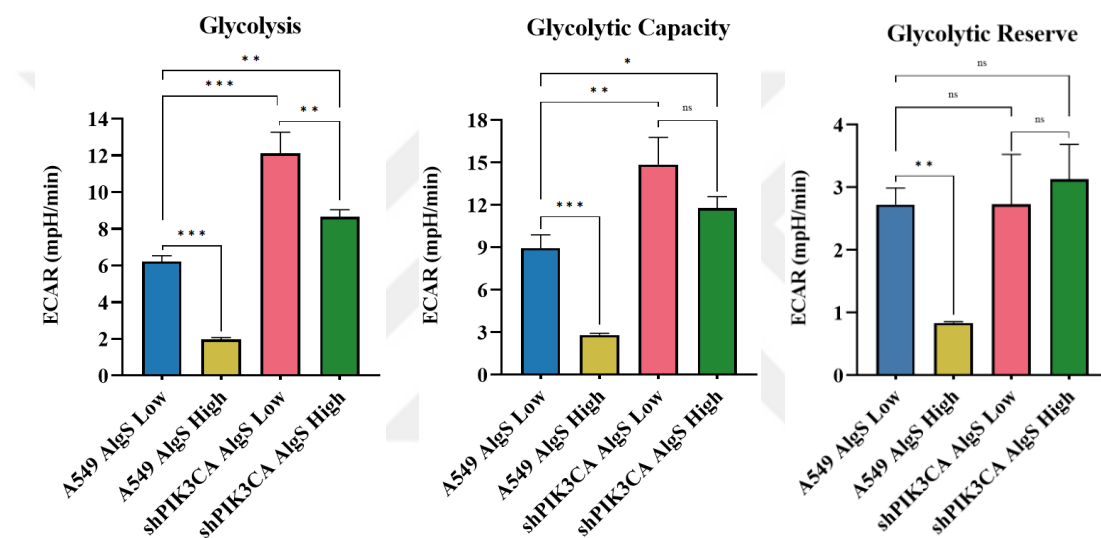 Glycolysis
**
***
**
***
14
12
10
8
6
4
2
0
ECAR (mpH/min)
A549 AlgS Low
A549 AlgS High
shPIK3CA AlgS Low
shPIK3CA AlgS High
Glycolytic Capacity
*
**
ns
***
18
15
12
9
6
3
0
ECAR (mpH/min)
A549 AlgS Low
A549 AlgS High
shPIK3CA AlgS Low
shPIK3CA AlgS High
Glycolytic Reserve
ns
ns
ns
**
4
3
2
1
0
ECAR (mpH/min)
A549 AlgS Low
A549 AlgS High
shPIK3CA AlgS Low
shPIK3CA AlgS High